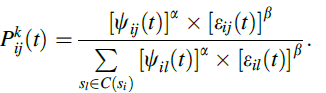 P_{ij}^{k}(t) = \frac{[\psi_{ij}(t)]^{\alpha} \times [\varepsilon_{ij}(t)]^{\beta}}{\sum_{s_l \in C(s_i)} [\psi_{il}(t)]^{\alpha} \times [\varepsilon_{il}(t)]^{\beta}}.